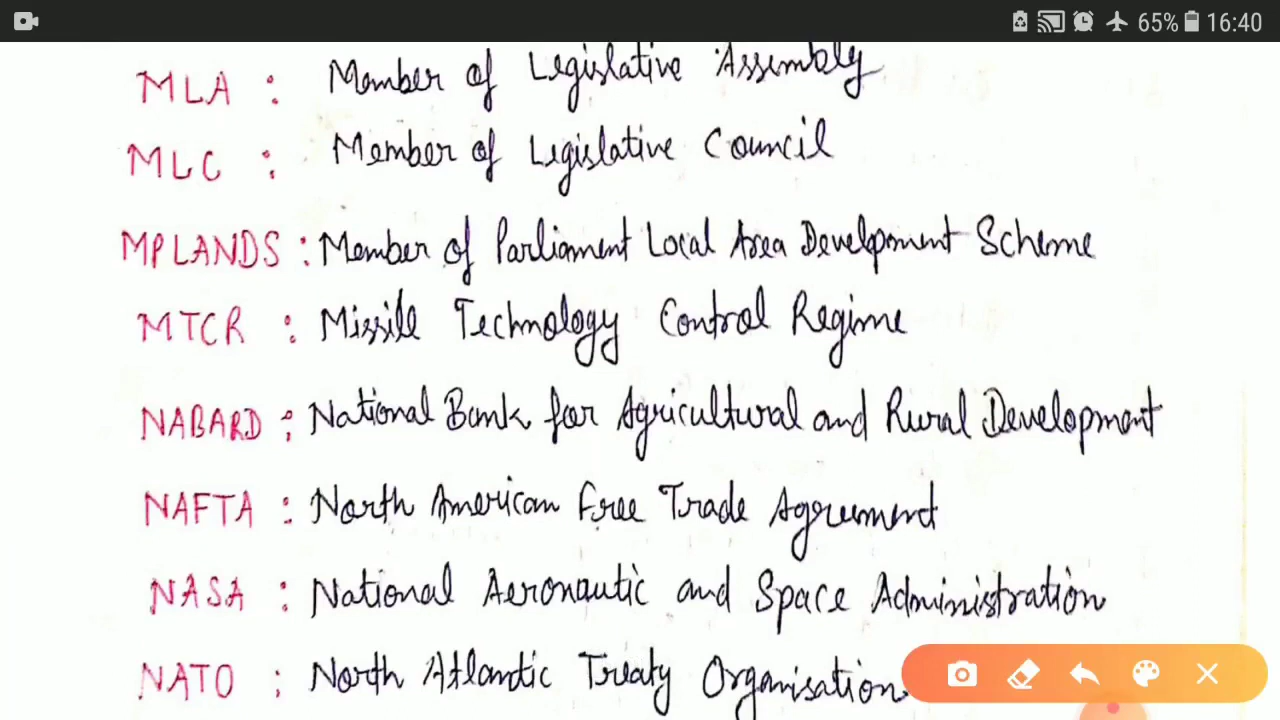 65% 16:40
MLA : Member of Legislative Assembly
MLC : Member of Legislative Council
MPLANDS : Member of Parliament Local Area Development Scheme
MTCR : Missile Technology Control Regime
NABARD : National Bank for Agricultural and Rural Development
NAFTA : North American Free Trade Agreement
NASA : National Aeronautic and Space Administration
NATO : North Atlantic Treaty Organisation